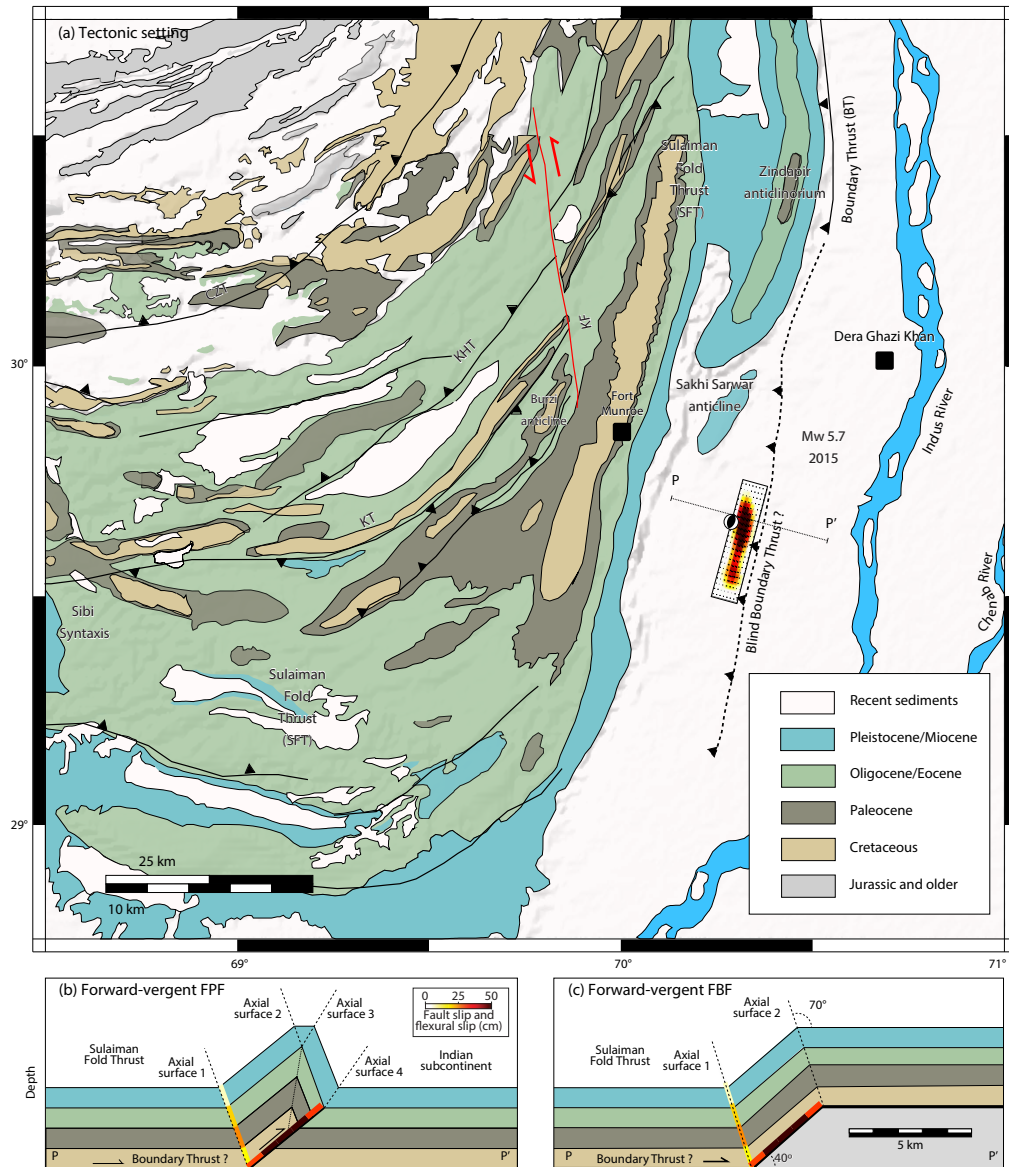 (a) Tectonic setting
Sulaiman
Fold
Thrust
(SFT)
Zindapir
anticlinorium
Boundary Thrust (BT)
CZT
KHT
KF
30°
Dera Ghazi Khan
Sakhi Sarwar
anticline
Bujzi
anticline
Fort
Munroe
Mw 5.7
2015
Indus River
P
P'
KT
Blind Boundary Thrust ?
Chenab River
Sibi
Syntaxis
Sulaiman
Fold
Thrust
(SFT)
Recent sediments
Pleistocene/Miocene
Oligocene/Eocene
Paleocene
Cretaceous
Jurassic and older
29°
25 km
10 km
69°
70°
71°
(b) Forward-vergent FPF
Axial
surface 2
Axial
surface 3
0 25 50
Fault slip and
flexural slip (cm)
Sulaiman
Fold Thrust
Axial
surface 1
Axial
surface 4
Indian
subcontinent
Depth
P
Boundary Thrust ?
P'
(c) Forward-vergent FBF
Axial
surface 2
70°
Sulaiman
Fold Thrust
Axial
surface 1
5 km
40°
P
Boundary Thrust ?
P'